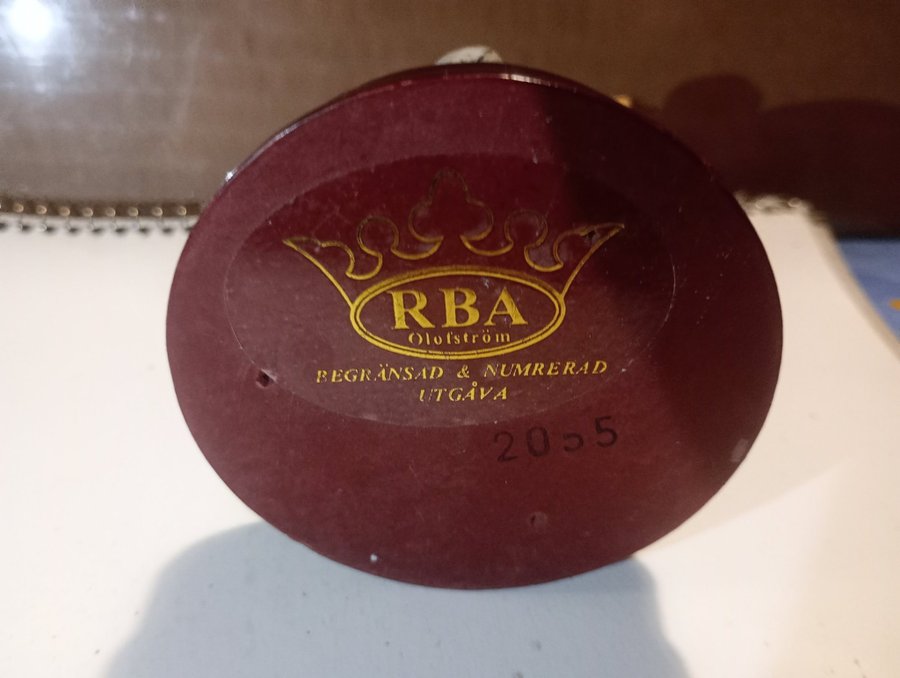 RBA
Olofström
BEGRÄNSAD & NUMRERAD
UTGÅVA
2055